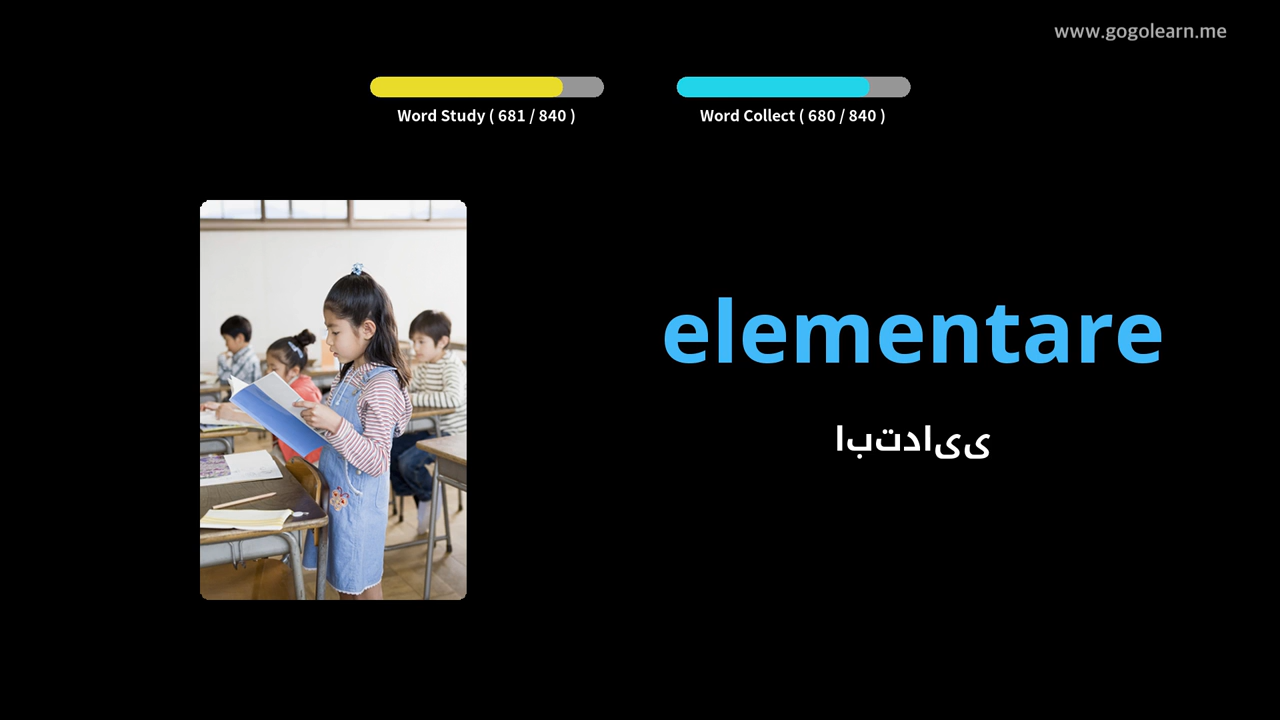 www.gogolearn.me
Word Study ( 681 / 840 )
Word Collect ( 680 / 840 )
elementare
ابتدایی